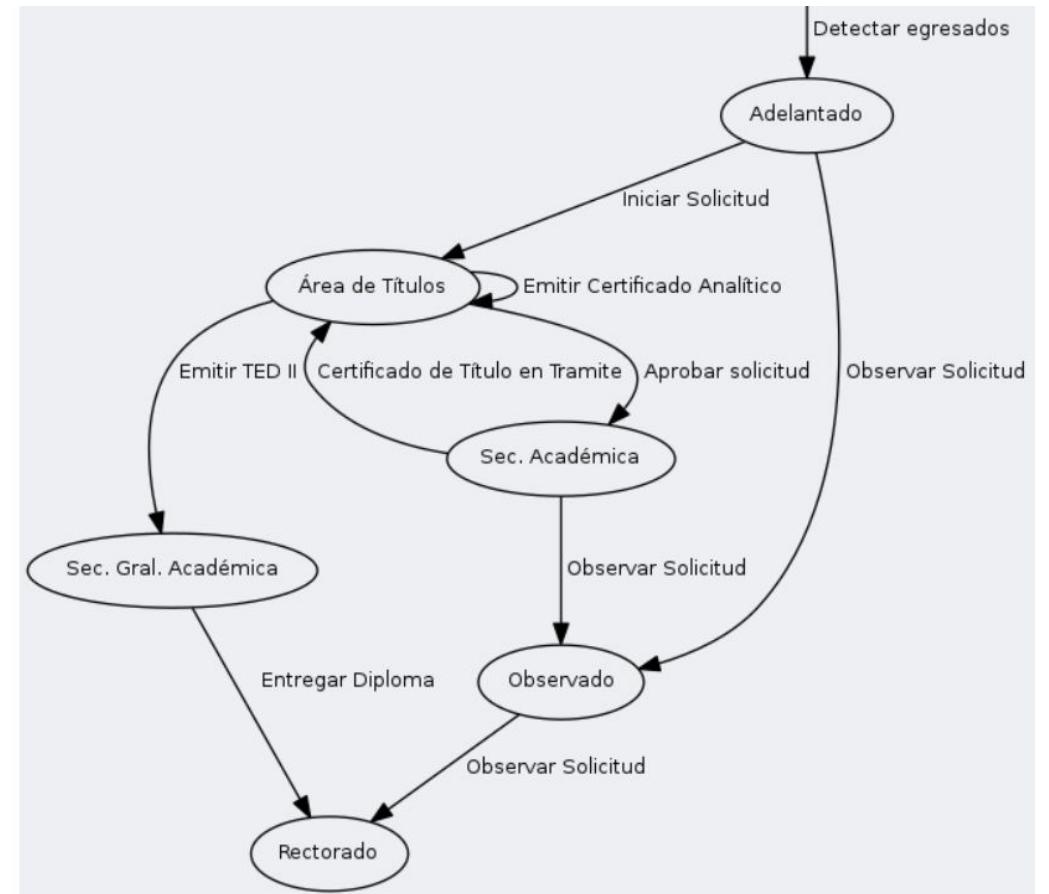 Detectar egresados
Adelantado
Iniciar Solicitud
Área de Títulos
Emitir Certificado Analítico
Emitir TED II
Certificado de Título en Tramite
Aprobar solicitud
Observar Solicitud
Sec. Académica
Sec. Gral. Académica
Observar Solicitud
Entregar Diploma
Observado
Observar Solicitud
Rectorado